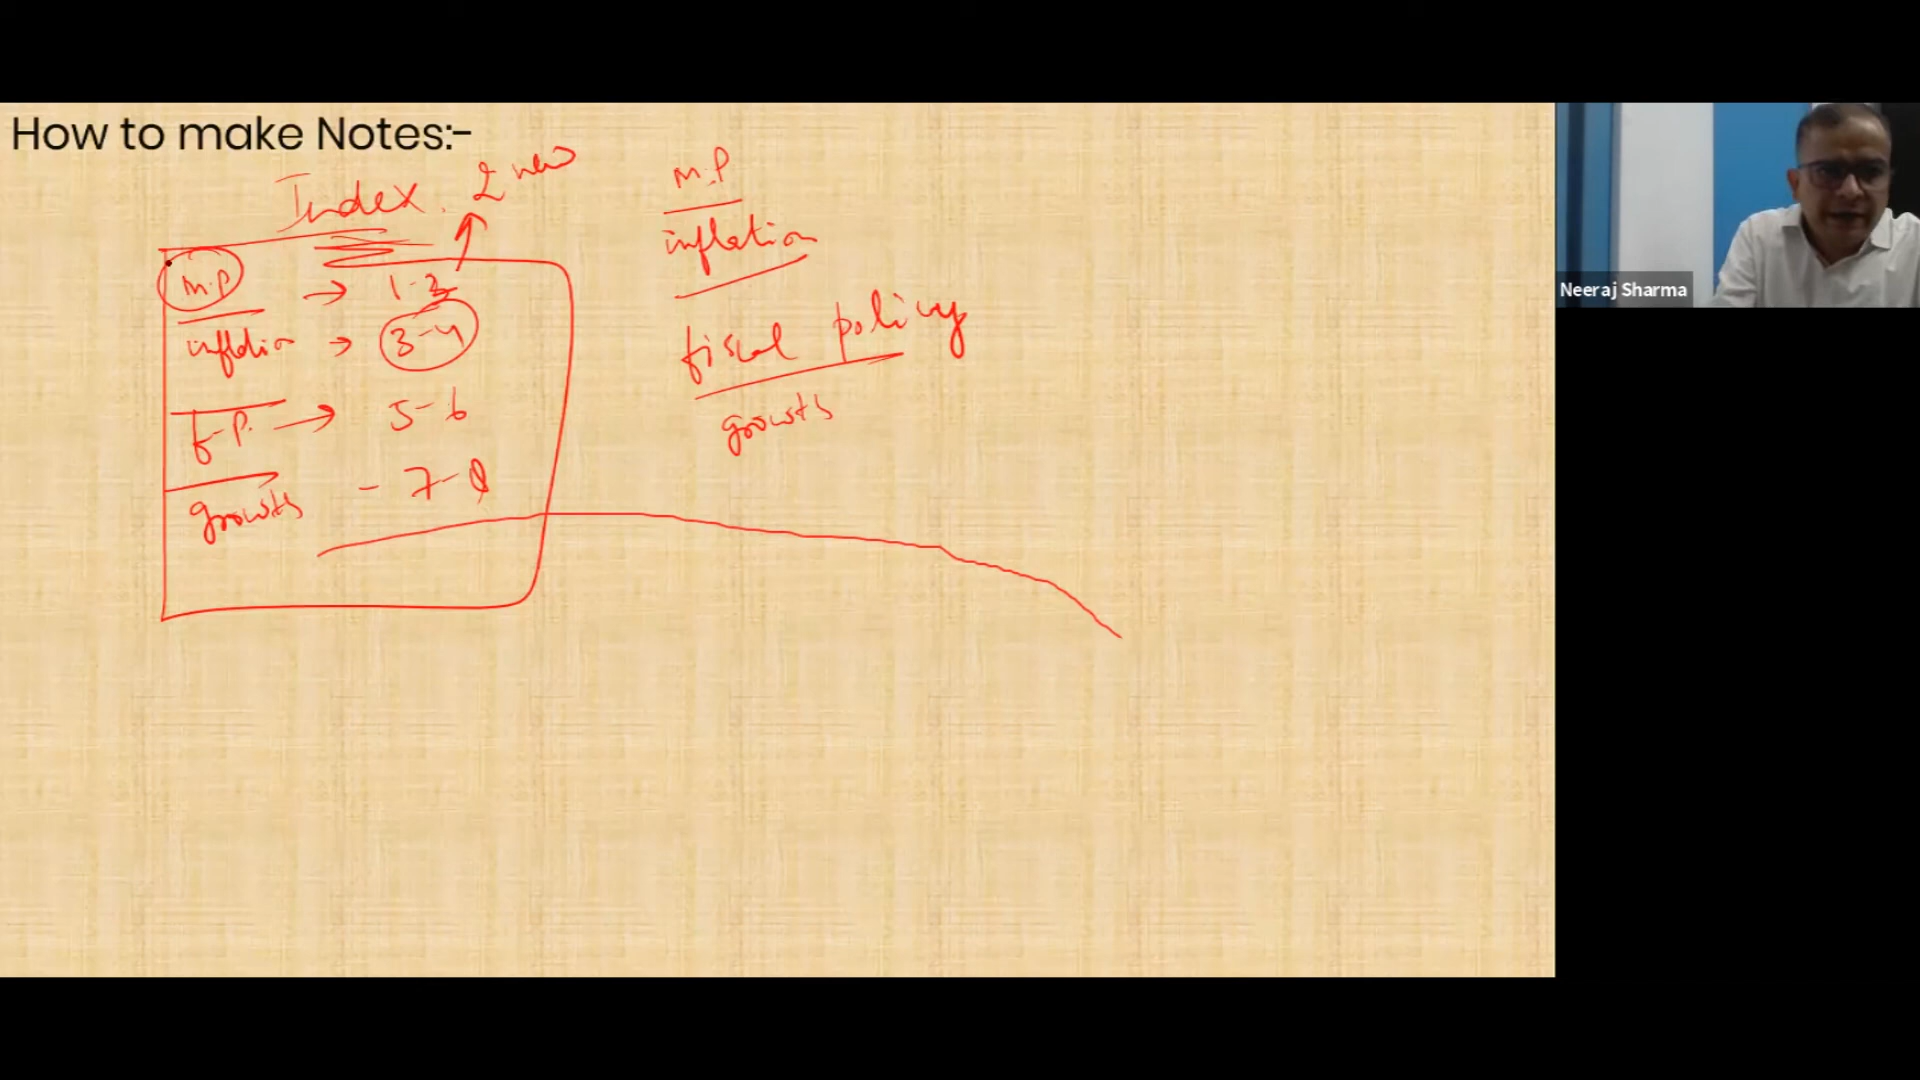 How to make Notes:-
Index. 2 new
M.P → 1-2
inflation → 3-4
f.P. → 5-6
growth - 7-8
M.P
inflation
fiscal policy
growth
Neeraj Sharma